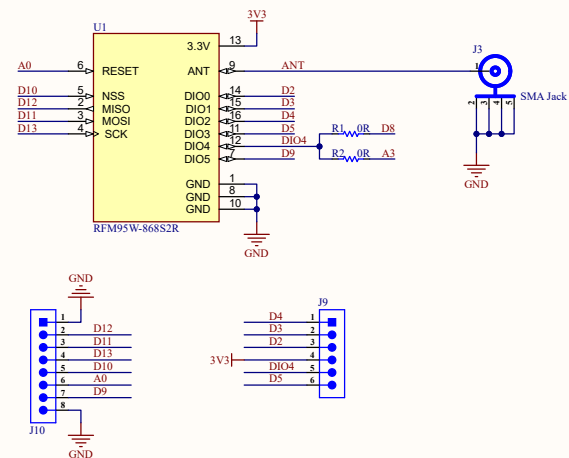 3V3
U1
3.3V 13
A0 6 RESET ANT 9 ANT
J3
1
D10 5 NSS DIO0 14 D2
D12 2 MISO DIO1 15 D3
D11 3 MOSI DIO2 16 D4
D13 4 SCK DIO3 11 D5
DIO4 12 DIO4
DIO5 7 D9
R1 0R D8
R2 0R A3
2 3 4 5
SMA Jack
GND
GND 1
GND 8
GND 10
RFM95W-868S2R
GND
GND
1
2 D12
3 D11
4 D13
5 D10
6 A0
7 D9
8
J10
GND
J9
D4 1
D3 2
D2 3
3V3 4
DIO4 5
D5 6